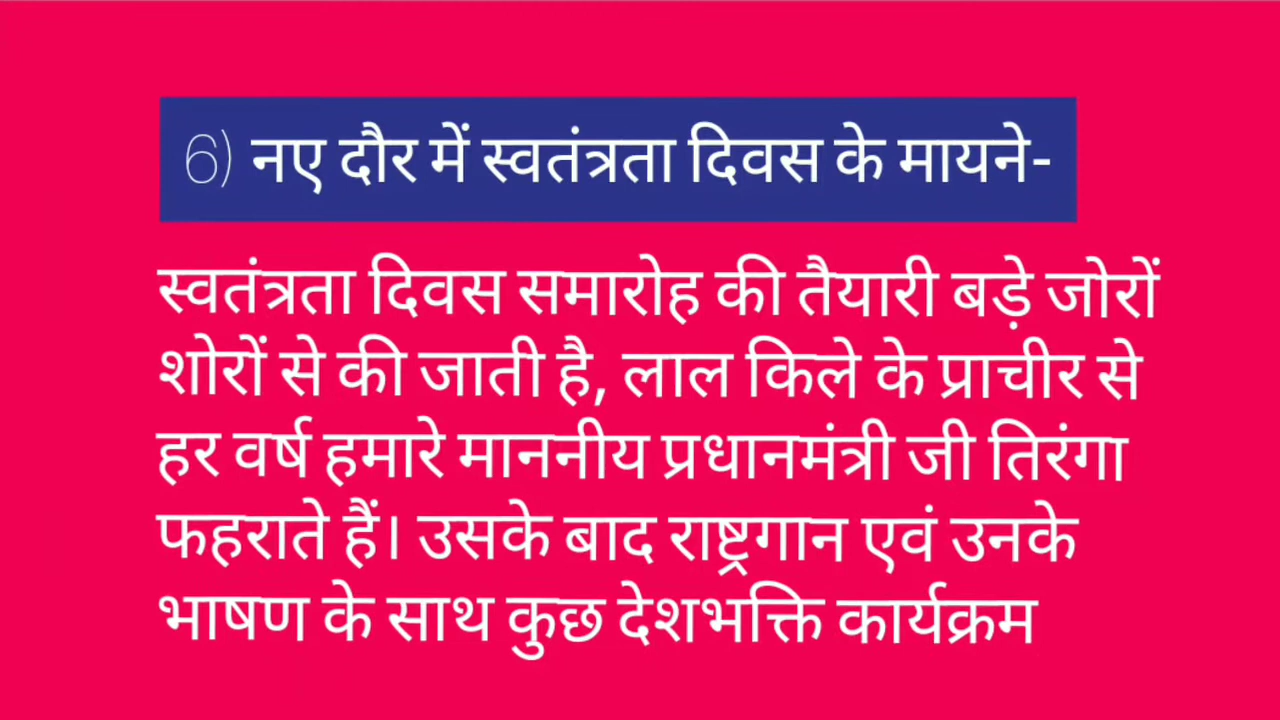 6) नए दौर में स्वतंत्रता दिवस के मायने-
स्वतंत्रता दिवस समारोह की तैयारी बड़े जोरों
शोरों से की जाती है, लाल किले के प्राचीर से
हर वर्ष हमारे माननीय प्रधानमंत्री जी तिरंगा
फहराते हैं। उसके बाद राष्ट्रगान एवं उनके
भाषण के साथ कुछ देशभक्ति कार्यक्रम